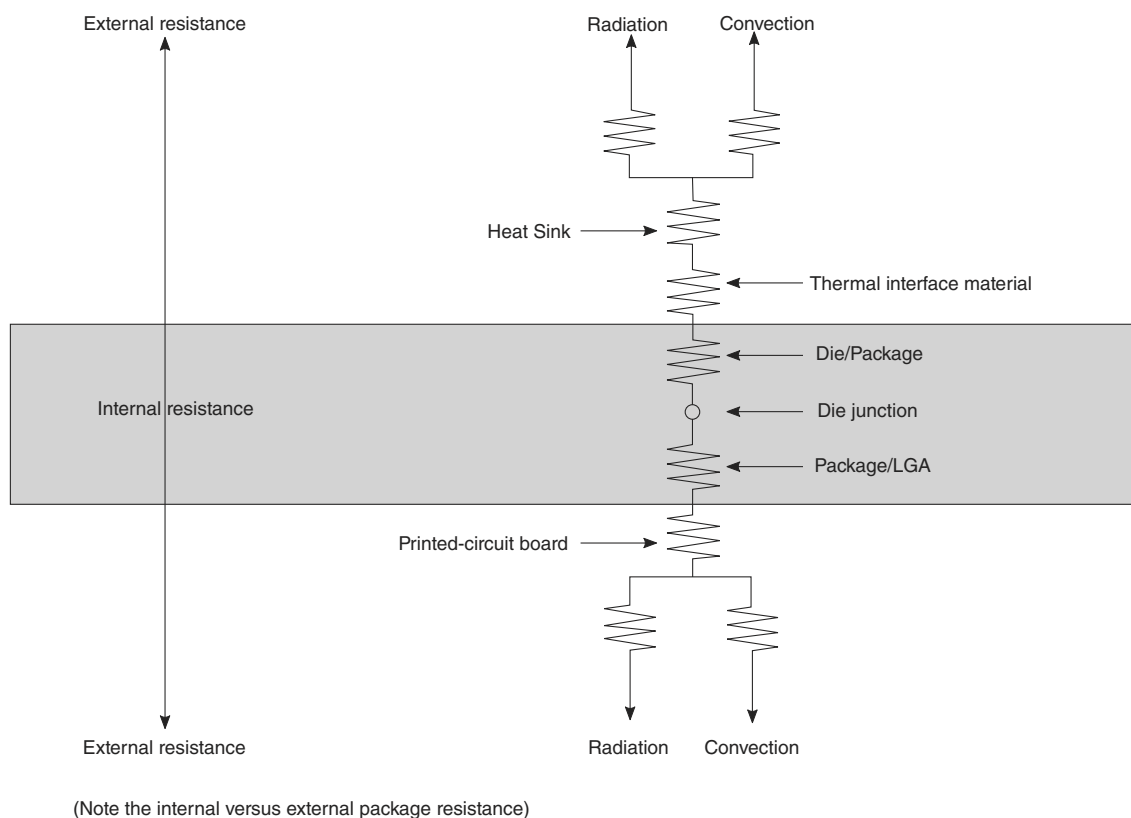 External resistance
Radiation
Convection
Heat Sink
Thermal interface material
Die/Package
Internal resistance
Die junction
Package/LGA
Printed-circuit board
External resistance
Radiation
Convection
(Note the internal versus external package resistance)